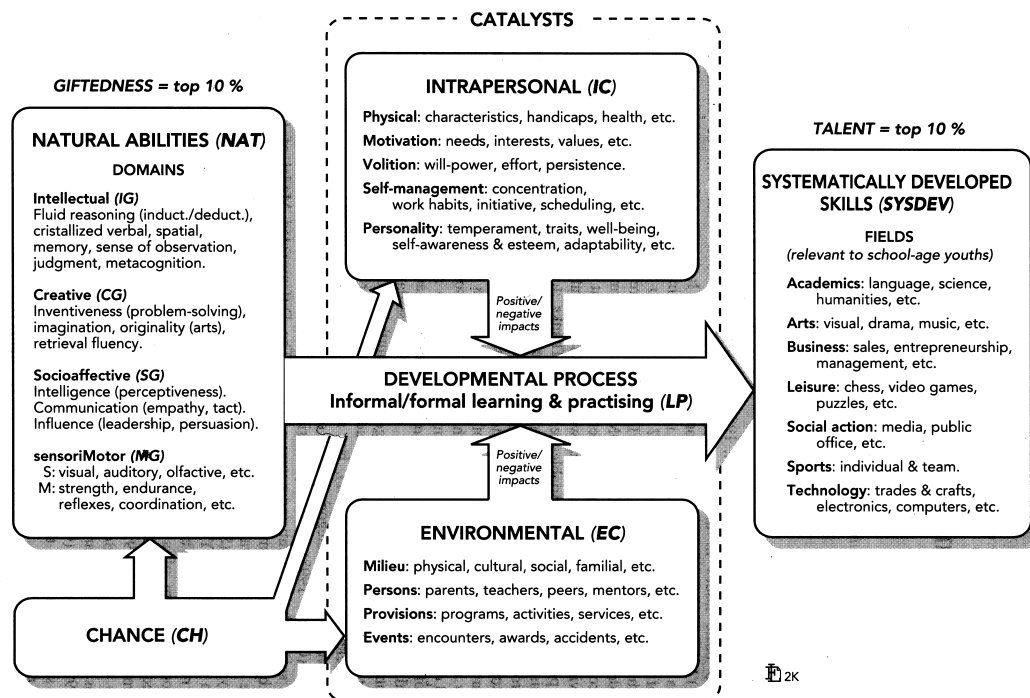 CATALYSTS
GIFTEDNESS = top 10 %
NATURAL ABILITIES (NAT)
DOMAINS
Intellectual (IG)
Fluid reasoning (induct./deduct.),
cristallized verbal, spatial,
memory, sense of observation,
judgment, metacognition.
Creative (CG)
Inventiveness (problem-solving),
imagination, originality (arts),
retrieval fluency.
Socioaffective (SG)
Intelligence (perceptiveness).
Communication (empathy, tact).
Influence (leadership, persuasion).
sensoriMotor (MG)
S: visual, auditory, olfactive, etc.
M: strength, endurance,
reflexes, coordination, etc.
CHANCE (CH)
INTRAPERSONAL (IC)
Physical: characteristics, handicaps, health, etc.
Motivation: needs, interests, values, etc.
Volition: will-power, effort, persistence.
Self-management: concentration,
work habits, initiative, scheduling, etc.
Personality: temperament, traits, well-being,
self-awareness & esteem, adaptability, etc.
Positive/
negative
impacts
DEVELOPMENTAL PROCESS
Informal/formal learning & practising (LP)
Positive/
negative
impacts
ENVIRONMENTAL (EC)
Milieu: physical, cultural, social, familial, etc.
Persons: parents, teachers, peers, mentors, etc.
Provisions: programs, activities, services, etc.
Events: encounters, awards, accidents, etc.
TALENT = top 10 %
SYSTEMATICALLY DEVELOPED
SKILLS (SYSDEV)
FIELDS
(relevant to school-age youths)
Academics: language, science,
humanities, etc.
Arts: visual, drama, music, etc.
Business: sales, entrepreneurship,
management, etc.
Leisure: chess, video games,
puzzles, etc.
Social action: media, public
office, etc.
Sports: individual & team.
Technology: trades & crafts,
electronics, computers, etc.
2K